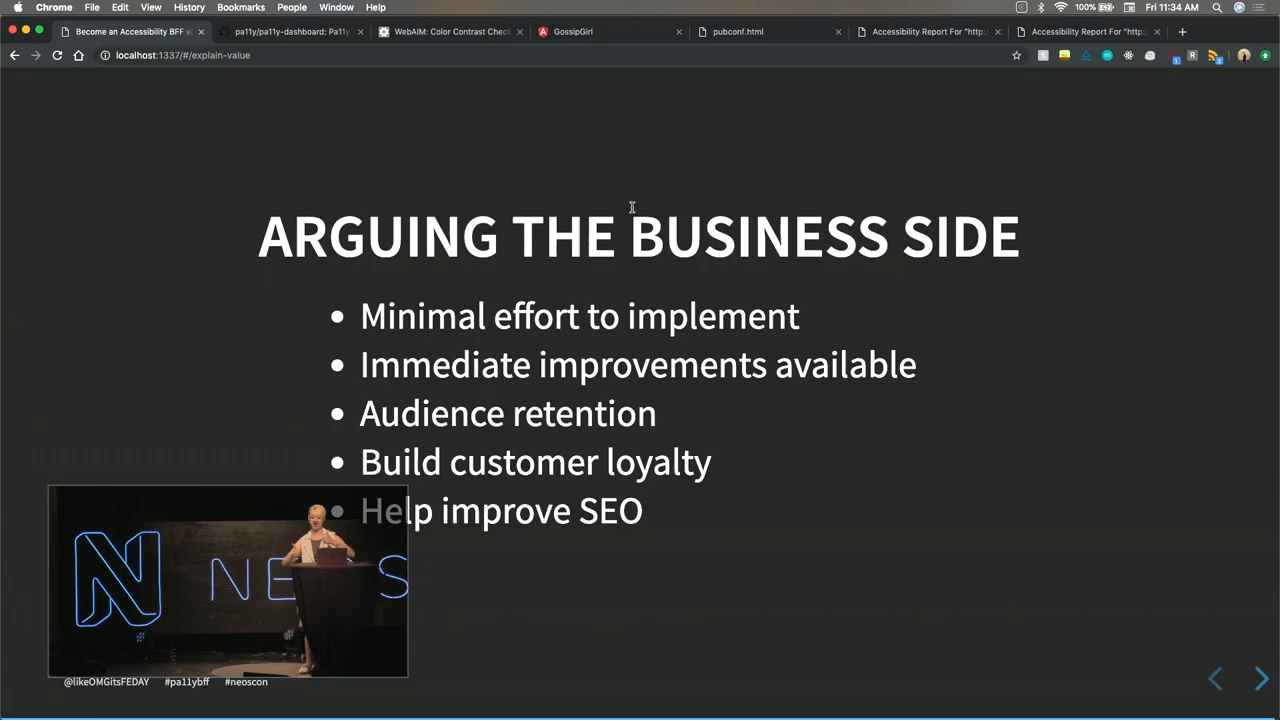 Chrome File Edit View History Bookmarks People Window Help 100% Fri 11:34 AM
Become an Accessibility BFF w pa11y/pa11y-dashboard: Pa11y WebAIM: Color Contrast Check GossipGirl pubconf.html Accessibility Report For "http: Accessibility Report For "http:
localhost:1337/#/explain-value
ARGUING THE BUSINESS SIDE
• Minimal effort to implement
• Immediate improvements available
• Audience retention
• Build customer loyalty
• Help improve SEO
NEOS
@likeOMGitsFEDAY #pa11ybff #neoscon